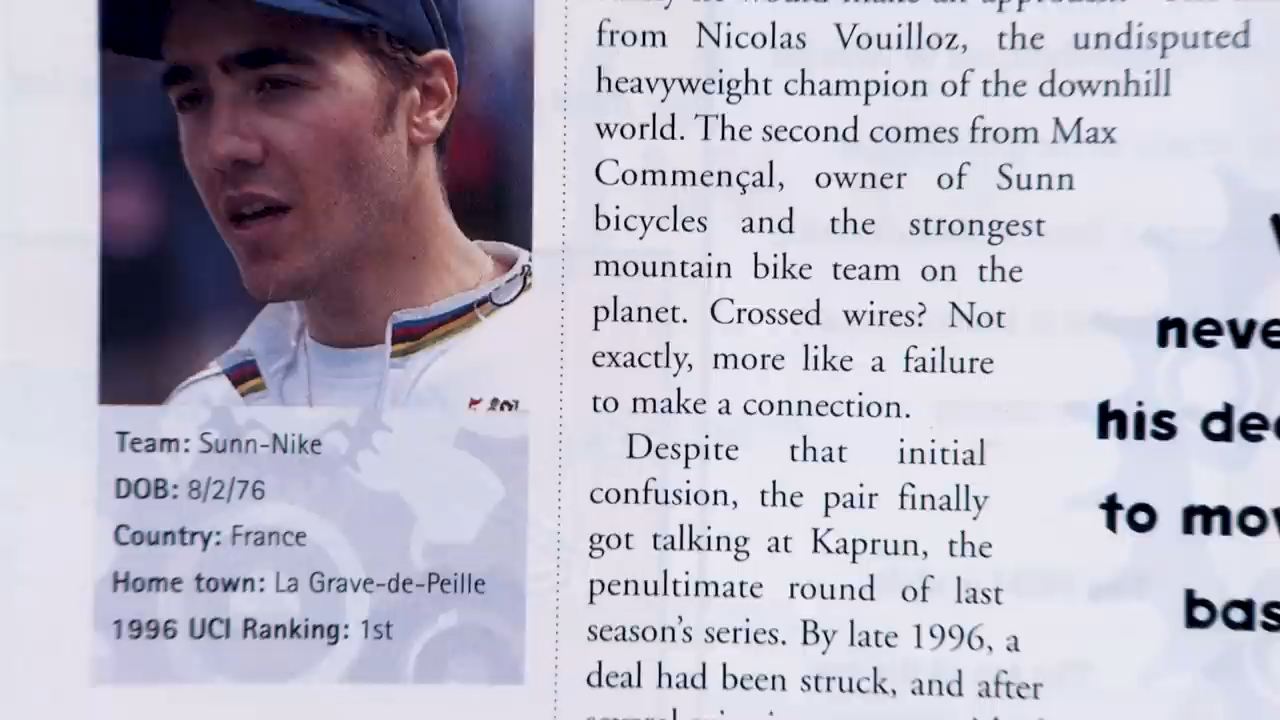 Team: Sunn-Nike
DOB: 8/2/76
Country: France
Home town: La Grave-de-Peille
1996 UCI Ranking: 1st
from Nicolas Vouilloz, the undisputed
heavyweight champion of the downhill
world. The second comes from Max
Commençal, owner of Sunn
bicycles and the strongest
mountain bike team on the
planet. Crossed wires? Not
exactly, more like a failure
to make a connection.
Despite that initial
confusion, the pair finally
got talking at Kaprun, the
penultimate round of last
season's series. By late 1996, a
deal had been struck, and after
neve
his de
to mo
bas